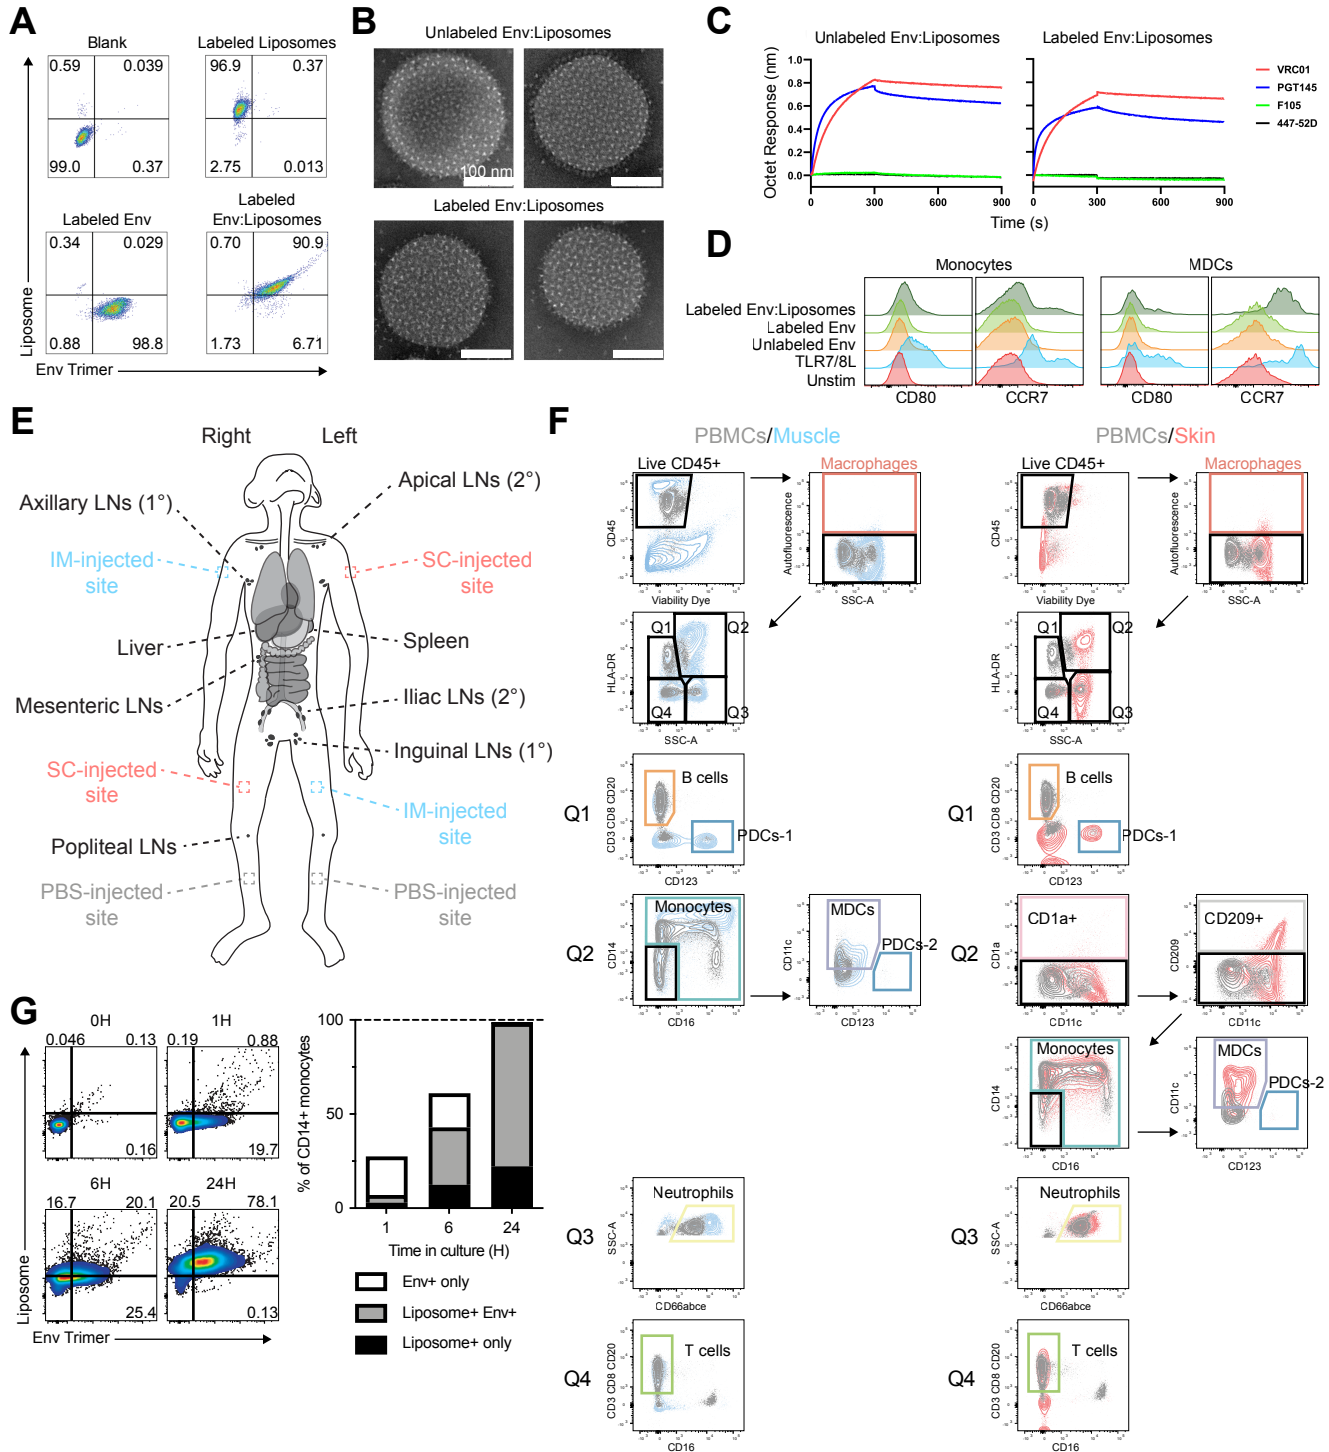 A
Blank
0.59 0.039
99.0 0.37
Labeled Liposomes
96.9 0.37
2.75 0.013
Labeled Env
0.34 0.029
0.88 98.8
Labeled
Env:Liposomes
0.70 90.9
1.73 6.71
Liposome
Env Trimer
B
Unlabeled Env:Liposomes
100 nm
Labeled Env:Liposomes
C
Unlabeled Env:Liposomes
Labeled Env:Liposomes
Octet Response (nm)
1.0
0.8
0.6
0.4
0.2
0.0
0 300 600 900
0 300 600 900
Time (s)
VRC01
PGT145
F105
447-52D
D
Monocytes
MDCs
Labeled Env:Liposomes
Labeled Env
Unlabeled Env
TLR7/8L
Unstim
CD80
CCR7
CD80
CCR7
E
Right Left
Axillary LNs (1°)
Apical LNs (2°)
IM-injected
site
SC-injected
site
Liver
Spleen
Mesenteric LNs
Iliac LNs (2°)
Inguinal LNs (1°)
SC-injected
site
IM-injected
site
Popliteal LNs
PBS-injected
site
PBS-injected
site
F
PBMCs/Muscle
Live CD45+
CD45
Viability Dye
Macrophages
Autofluorescence
SSC-A
Q1 Q2
Q4 Q3
HLA-DR
SSC-A
Q1
B cells
PDCs-1
CD3 CD8 CD20
CD123
Q2
Monocytes
CD14
CD16
MDCs
PDCs-2
CD11c
CD123
Q3
Neutrophils
SSC-A
CD66abce
Q4
T cells
CD3 CD8 CD20
CD16
PBMCs/Skin
Live CD45+
CD45
Viability Dye
Macrophages
Autofluorescence
SSC-A
Q1 Q2
Q4 Q3
HLA-DR
SSC-A
Q1
B cells
PDCs-1
CD3 CD8 CD20
CD123
Q2
CD1a+
CD1a
CD11c
CD209+
CD209
CD11c
Monocytes
CD14
CD16
MDCs
PDCs-2
CD11c
CD123
Q3
Neutrophils
SSC-A
CD66abce
Q4
T cells
CD3 CD8 CD20
CD16
G
0H
0.046 0.13
0.16
1H
0.19 0.88
19.7
6H
16.7 20.1
25.4
24H
20.5 78.1
0.13
Liposome
Env Trimer
% of CD14+ monocytes
100
50
0
1 6 24
Time in culture (H)
Env+ only
Liposome+ Env+
Liposome+ only